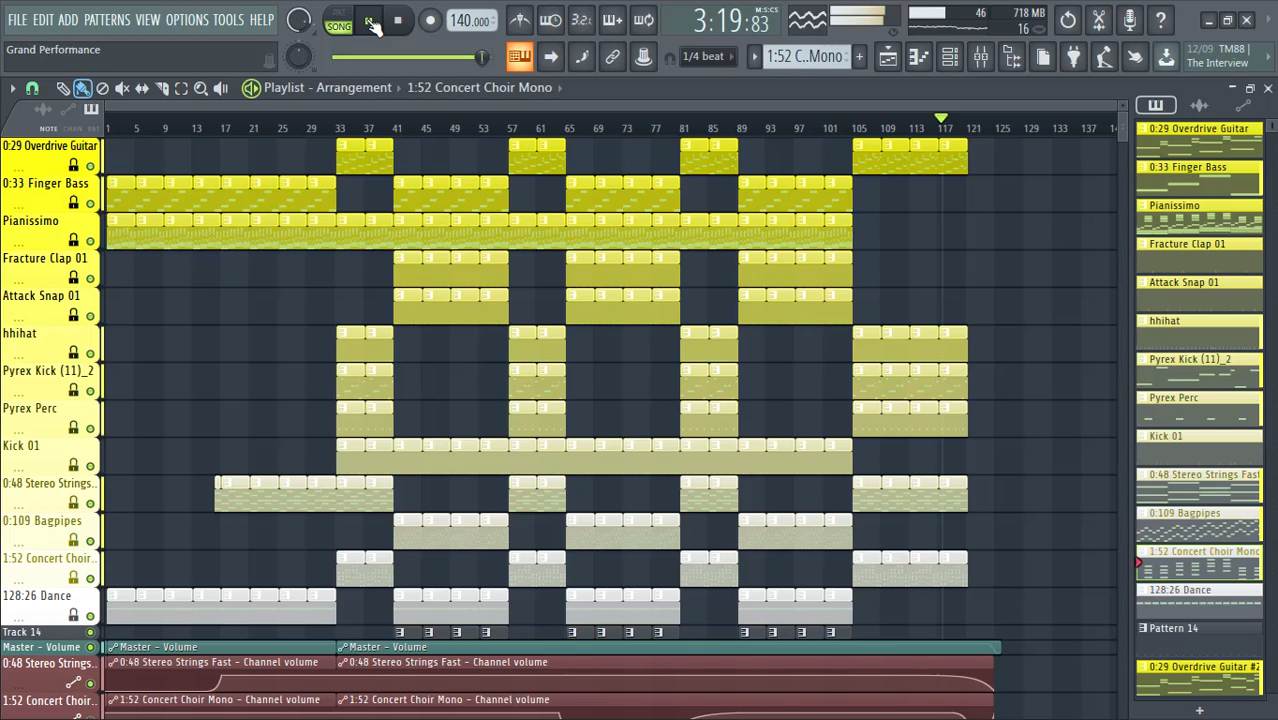 FILE EDIT PATTERNS VIEW OPTIONS TOOLS HELP
PAT
SONG
140.000
3:19:83
M:S:CS
46
718 MB
16
Grand Performance
1/4 beat
1:52 C..Mono
12/09 TM88 |
The Interview
Playlist - Arrangement › 1:52 Concert Choir Mono ›
NOTE CHAN PAT
1 5 9 13 17 21 25 29 33 37 41 45 49 53 57 61 65 69 73 77 81 85 89 93 97 101 105 109 113 117 121 125 129 133 137
0:29 Overdrive Guitar
0:33 Finger Bass
Pianissimo
Fracture Clap 01
Attack Snap 01
hhihat
Pyrex Kick (11)_2
Pyrex Perc
Kick 01
0:48 Stereo Strings..
0:109 Bagpipes
1:52 Concert Choir..
128:26 Dance
Track 14
Master - Volume
Master - Volume
Master - Volume
0:48 Stereo Strings..
0:48 Stereo Strings Fast - Channel volume
0:48 Stereo Strings Fast - Channel volume
1:52 Concert Choir..
1:52 Concert Choir Mono - Channel volume
1:52 Concert Choir Mono - Channel volume
0:29 Overdrive Guitar
0:33 Finger Bass
Pianissimo
Fracture Clap 01
Attack Snap 01
hhihat
Pyrex Kick (11)_2
Pyrex Perc
Kick 01
0:48 Stereo Strings Fast
0:109 Bagpipes
1:52 Concert Choir Mono
128:26 Dance
Pattern 14
0:29 Overdrive Guitar #2